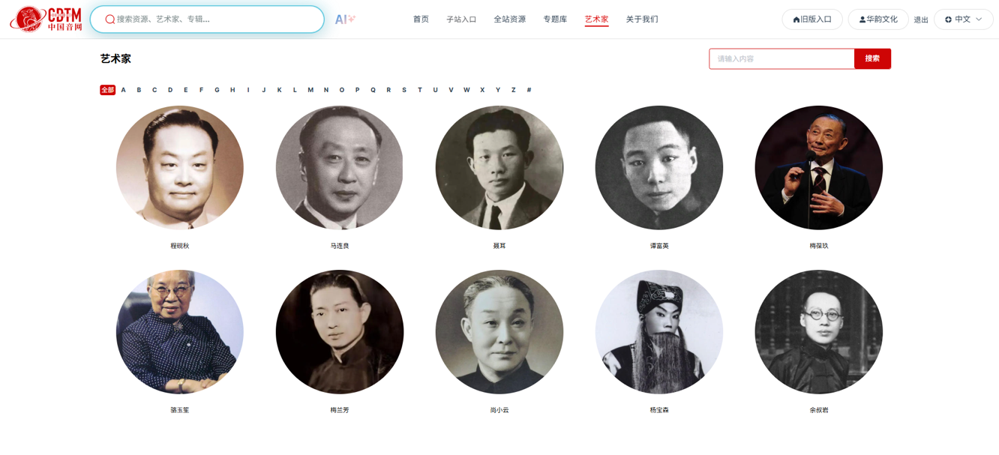 CDTM
中国音网
搜索资源、艺术家、专辑...
AI
首页 子站入口 全站资源 专题库 艺术家 关于我们
旧版入口 华韵文化 退出 中文
艺术家
请输入内容 搜索
全部 A B C D E F G H I J K L M N O P Q R S T U V W X Y Z #
程砚秋 马连良 聂耳 谭富英 梅葆玖
骆玉笙 梅兰芳 尚小云 杨宝森 余叔岩